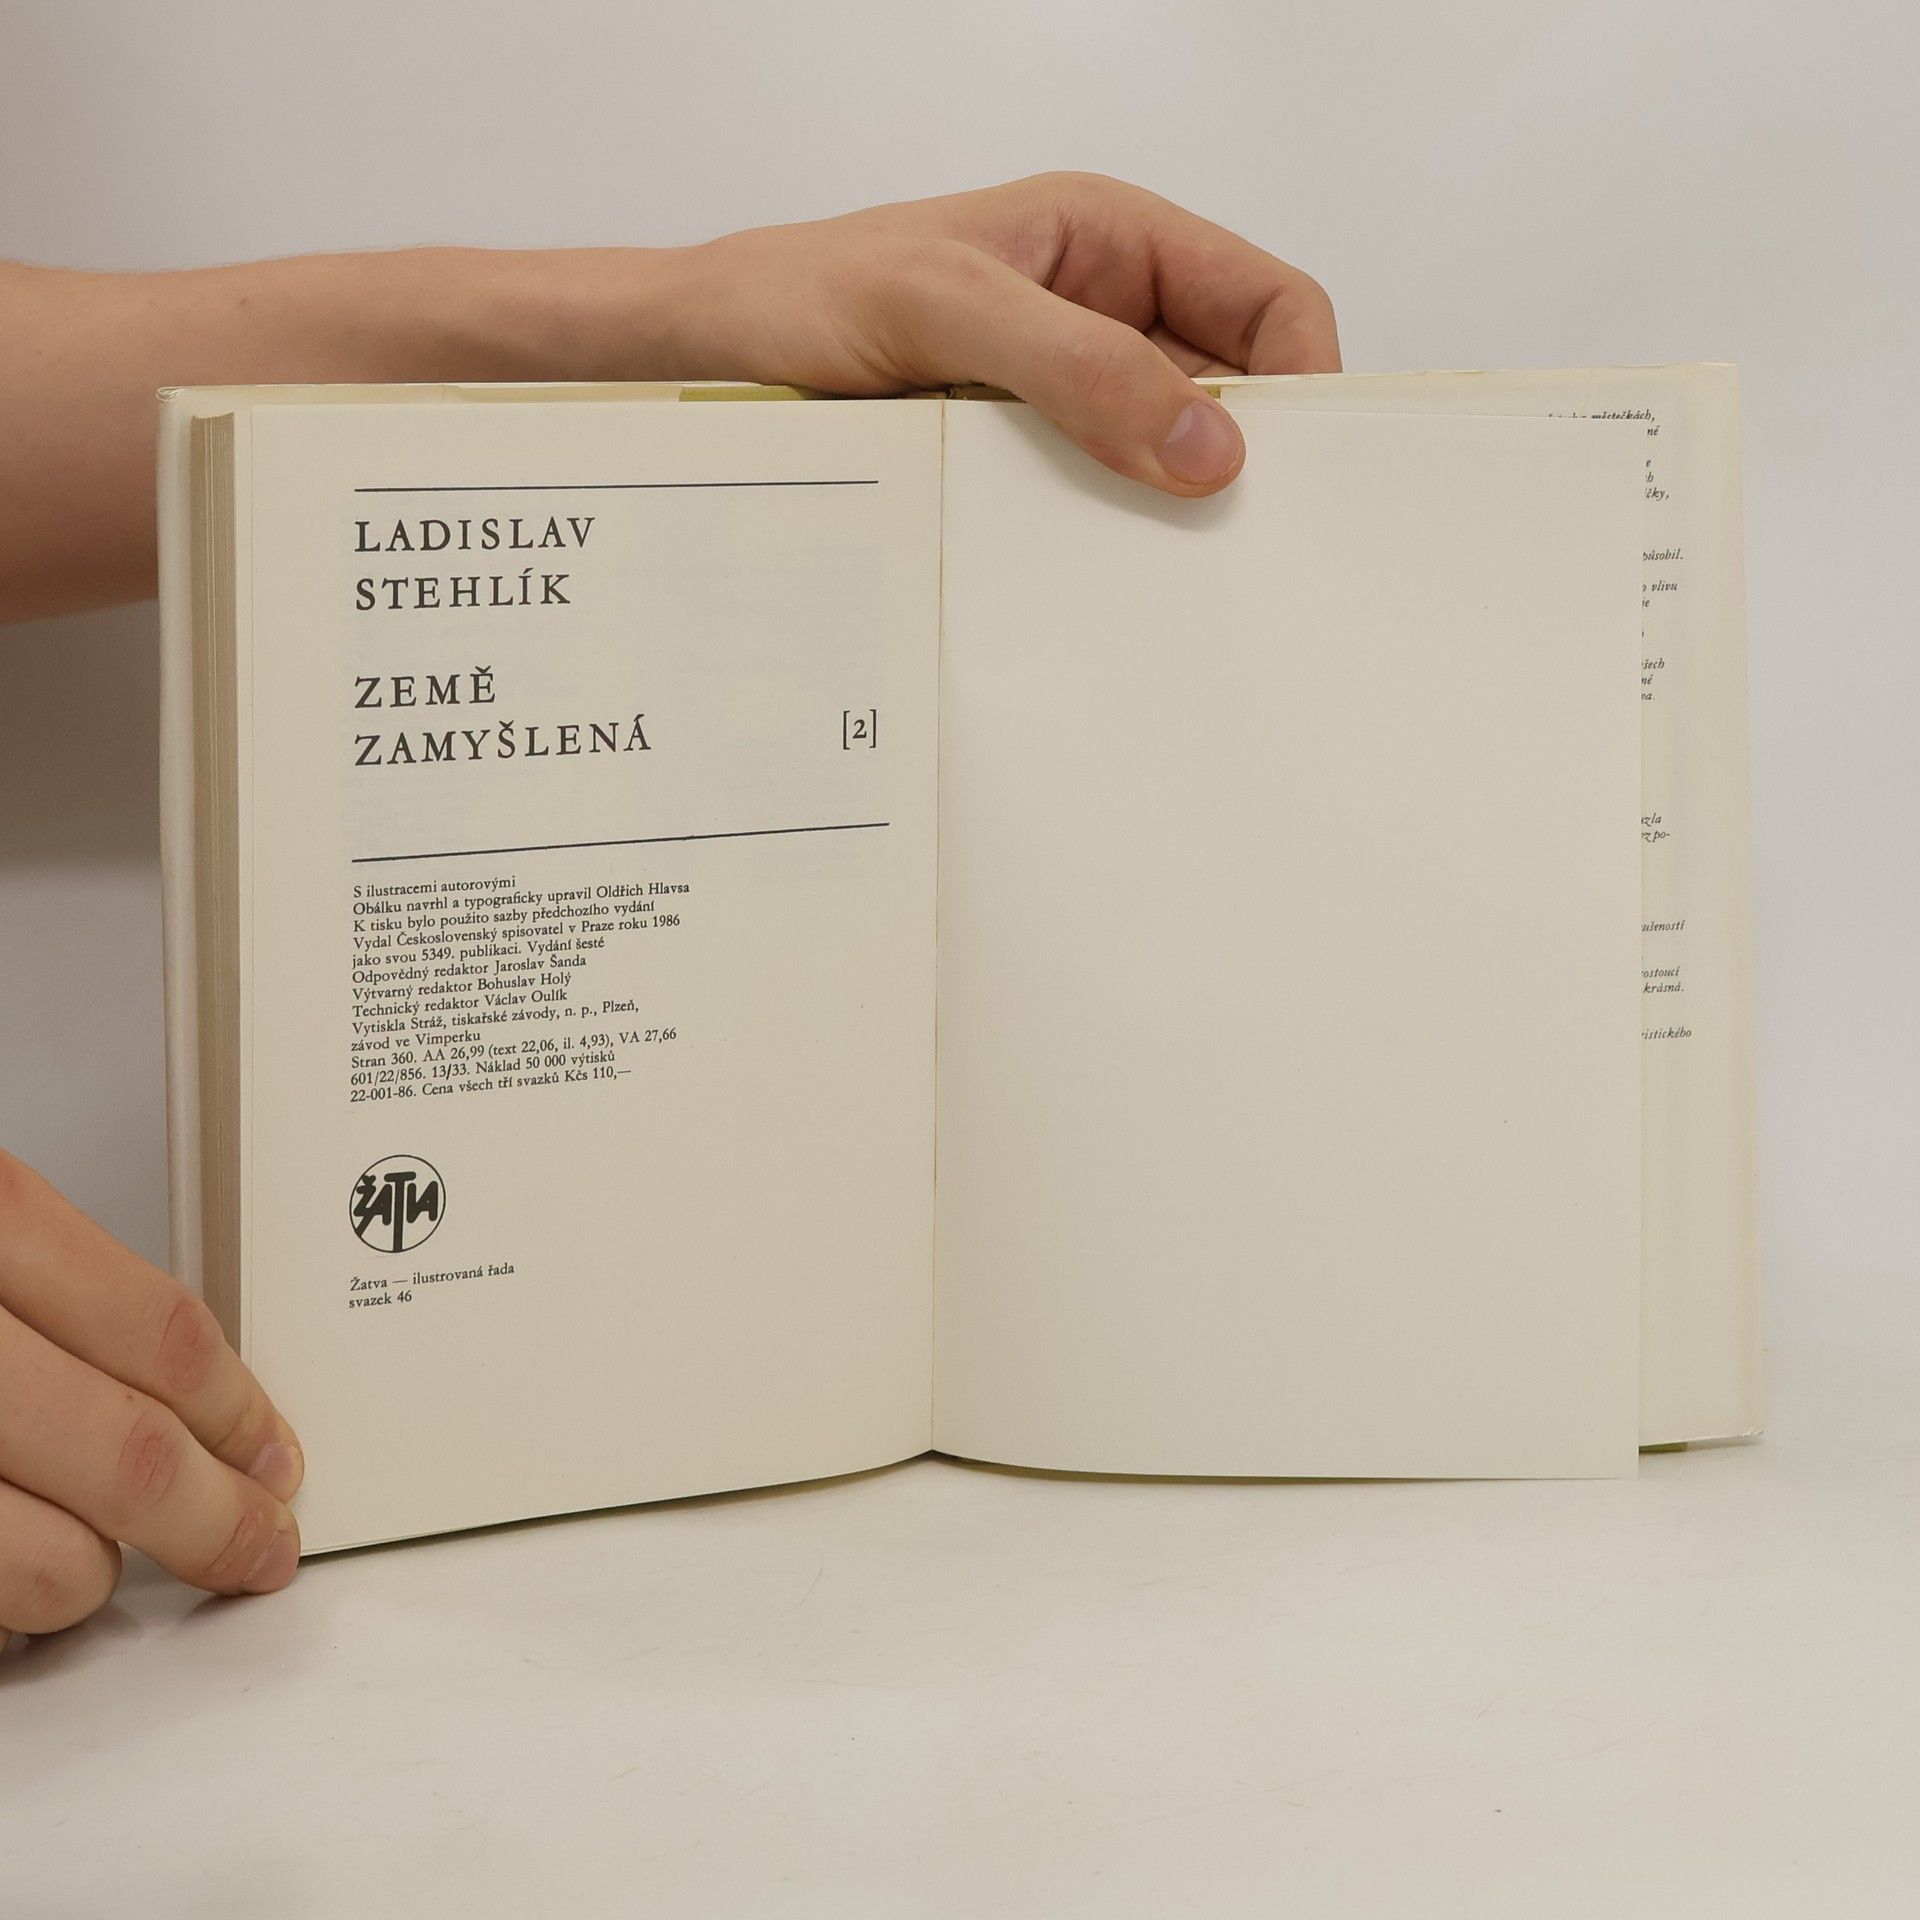 LADISLAV
STEHLÍK
ZEMĚ
ZAMYŠLENÁ [2]
S ilustracemi autorovými
Obálku navrhl a typograficky upravil Oldřich Hlavsa
K tisku bylo použito sazby předchozího vydání
Vydal Československý spisovatel v Praze roku 1986
jako svou 5349. publikaci. Vydání šesté
Odpovědný redaktor Jaroslav Šanda
Výtvarný redaktor Bohuslav Holý
Technický redaktor Václav Oulík
Vytiskla Stráž, tiskařské závody, n. p., Plzeň,
závod ve Vimperku
Stran 360. AA 26,99 (text 22,06, il. 4,93), VA 27,66
601/22/856. 13/33. Náklad 50 000 výtisků
22-001-86. Cena všech tří svazků Kčs 110,—
ŽATVA
Žatva — ilustrovaná řada
svazek 46
městečkách,
vlivu
krásná.